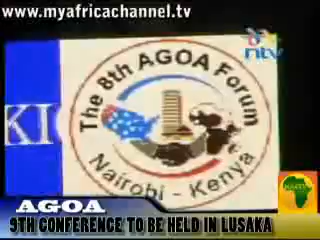 www.myafricachannel.tv
ntv
The 8th AGOA Forum
KI
Nairobi - Kenya
AGOA
9TH CONFERENCE TO BE HELD IN LUSAKA